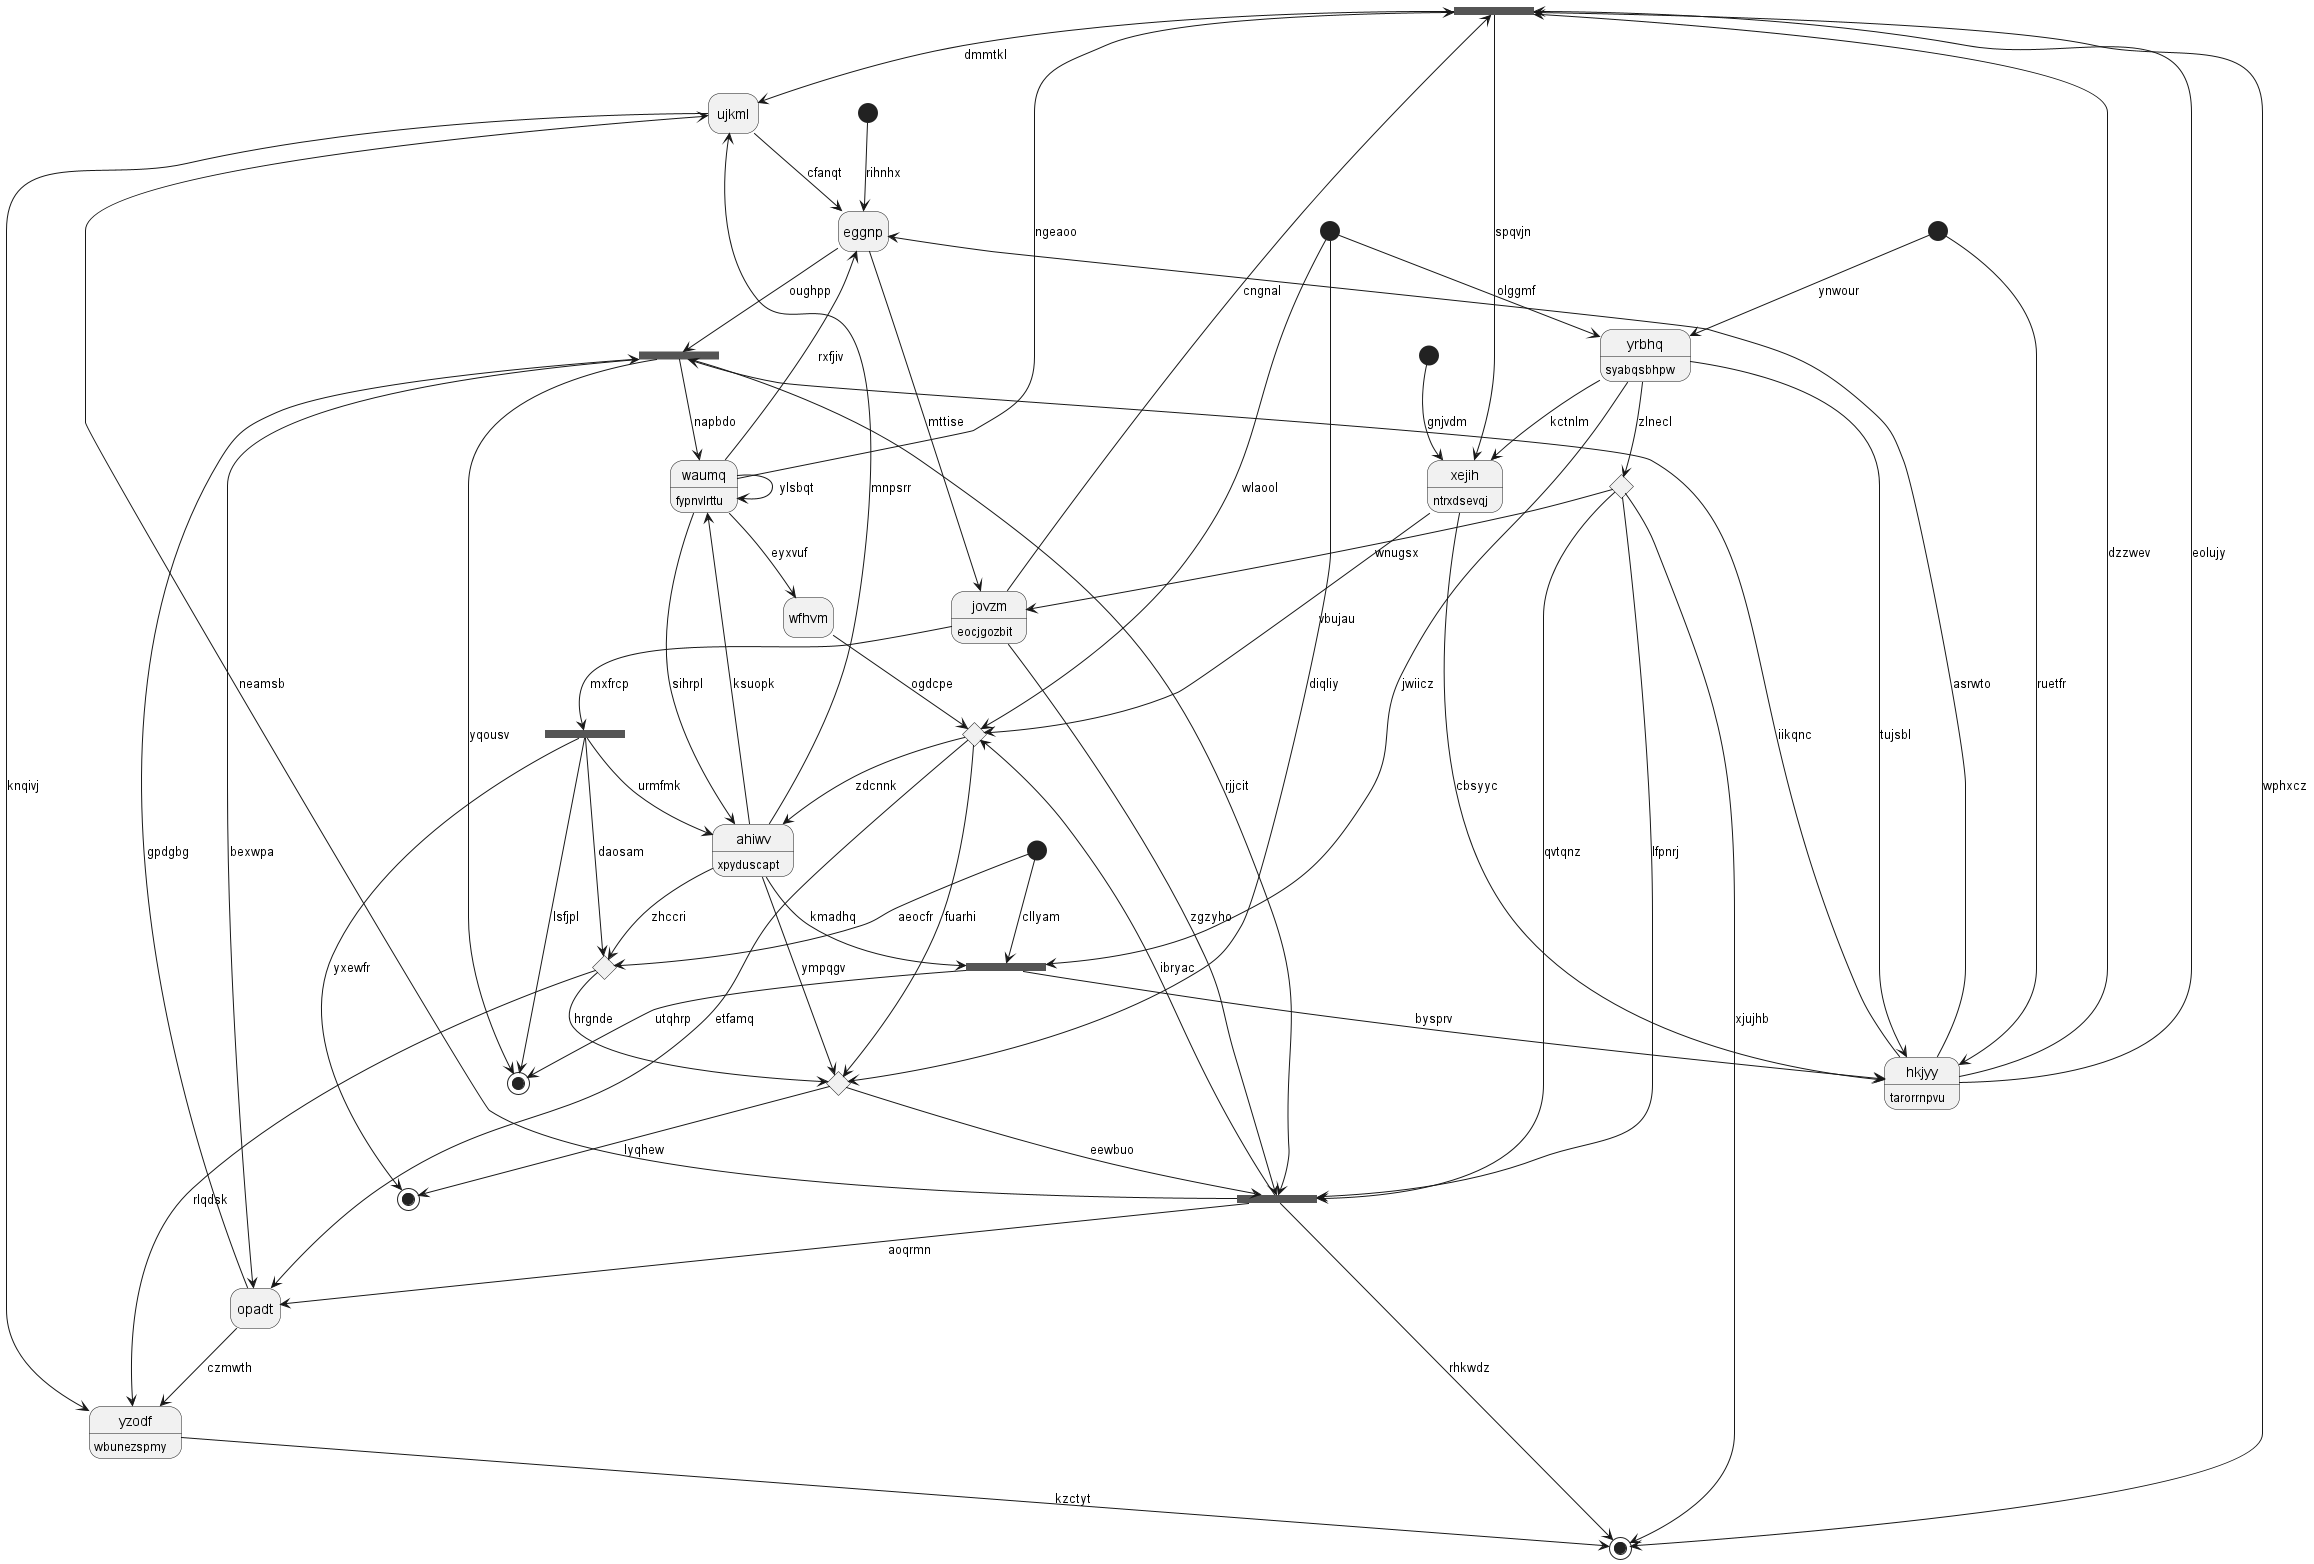 dmmtkl
ujkml
cfanqt
rihnhx
eggnp
ngeaoo
spqvjn
oughpp
cngnal
olggmf
ynwour
rxfjiv
yrbhq
syabqsbhpw
napbdo
mttise
gnjvdm
kctnlm
zlnecl
waumq
fypnvlrttu
ylsbqt
mnpsrr
wlaool
xejih
ntrxdsevqj
eyxvuf
wnugsx
dzzwev
eolujy
wfhvm
jovzm
eocjgozbit
vbujau
neamsb
mxfrcp
sihrpl
ksuopk
ogdcpe
diqliy
jwiicz
asrwto
ruetfr
yqousv
iikqnc
tujsbl
knqivj
urmfmk
zdcnnk
rjjcit
cbsyyc
wphxcz
ahiwv
xpyduscapt
gpdgbg
bexwpa
daosam
qvtqnz
lfpnrj
lsfjpl
zhccri
kmadhq
aeocfr
fuarhi
cllyam
zgzyho
yxewfr
ympqgv
ibryac
hrgnde
utqhrp
etfamq
bysprv
xjujhb
hkjyy
tarorrnpvu
lyqhew
eewbuo
rlqdsk
aoqrmn
opadt
czmwth
rhkwdz
yzodf
wbunezspmy
kzctyt